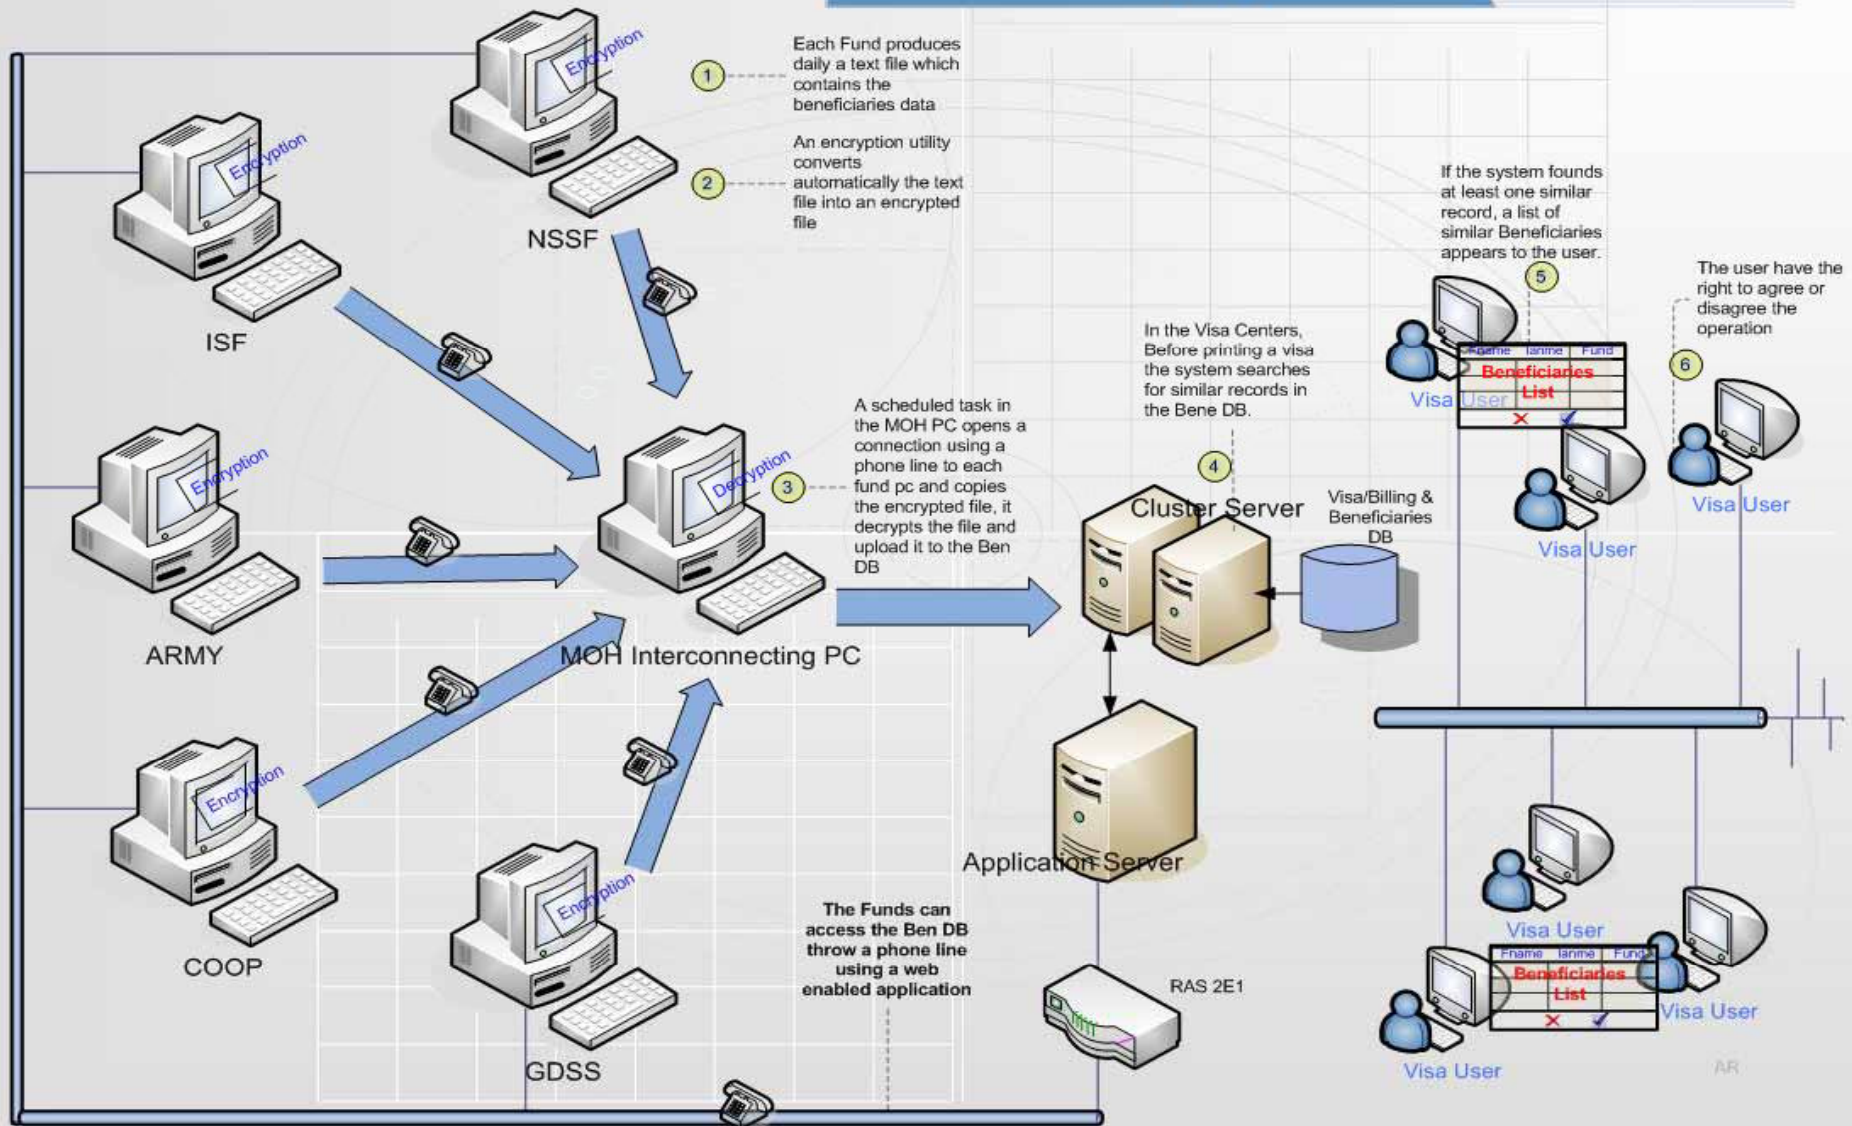 Encryption
NSSF
1
Each Fund produces
daily a text file which
contains the
beneficiaries data
2
An encryption utility
converts
automatically the text
file into an encrypted
file
Encryption
ISF
Encryption
ARMY
Encryption
COOP
Encryption
GDSS
Decryption
MOH Interconnecting PC
3
A scheduled task in
the MOH PC opens a
connection using a
phone line to each
fund pc and copies
the encrypted file, it
decrypts the file and
upload it to the Ben
DB
In the Visa Centers,
Before printing a visa
the system searches
for similar records in
the Bene DB.
4
Cluster Server
Visa/Billing &
Beneficiaries
DB
Application Server
The Funds can
access the Ben DB
throw a phone line
using a web
enabled application
RAS 2E1
If the system founds
at least one similar
record, a list of
similar Beneficiaries
appears to the user.
5
The user have the
right to agree or
disagree the
operation
6
Fname lanme Fund
Beneficiaries
List
Visa User
Visa User
Visa User
Visa User
Fname lanme Fund
Beneficiaries
List
Visa User
Visa User
AR